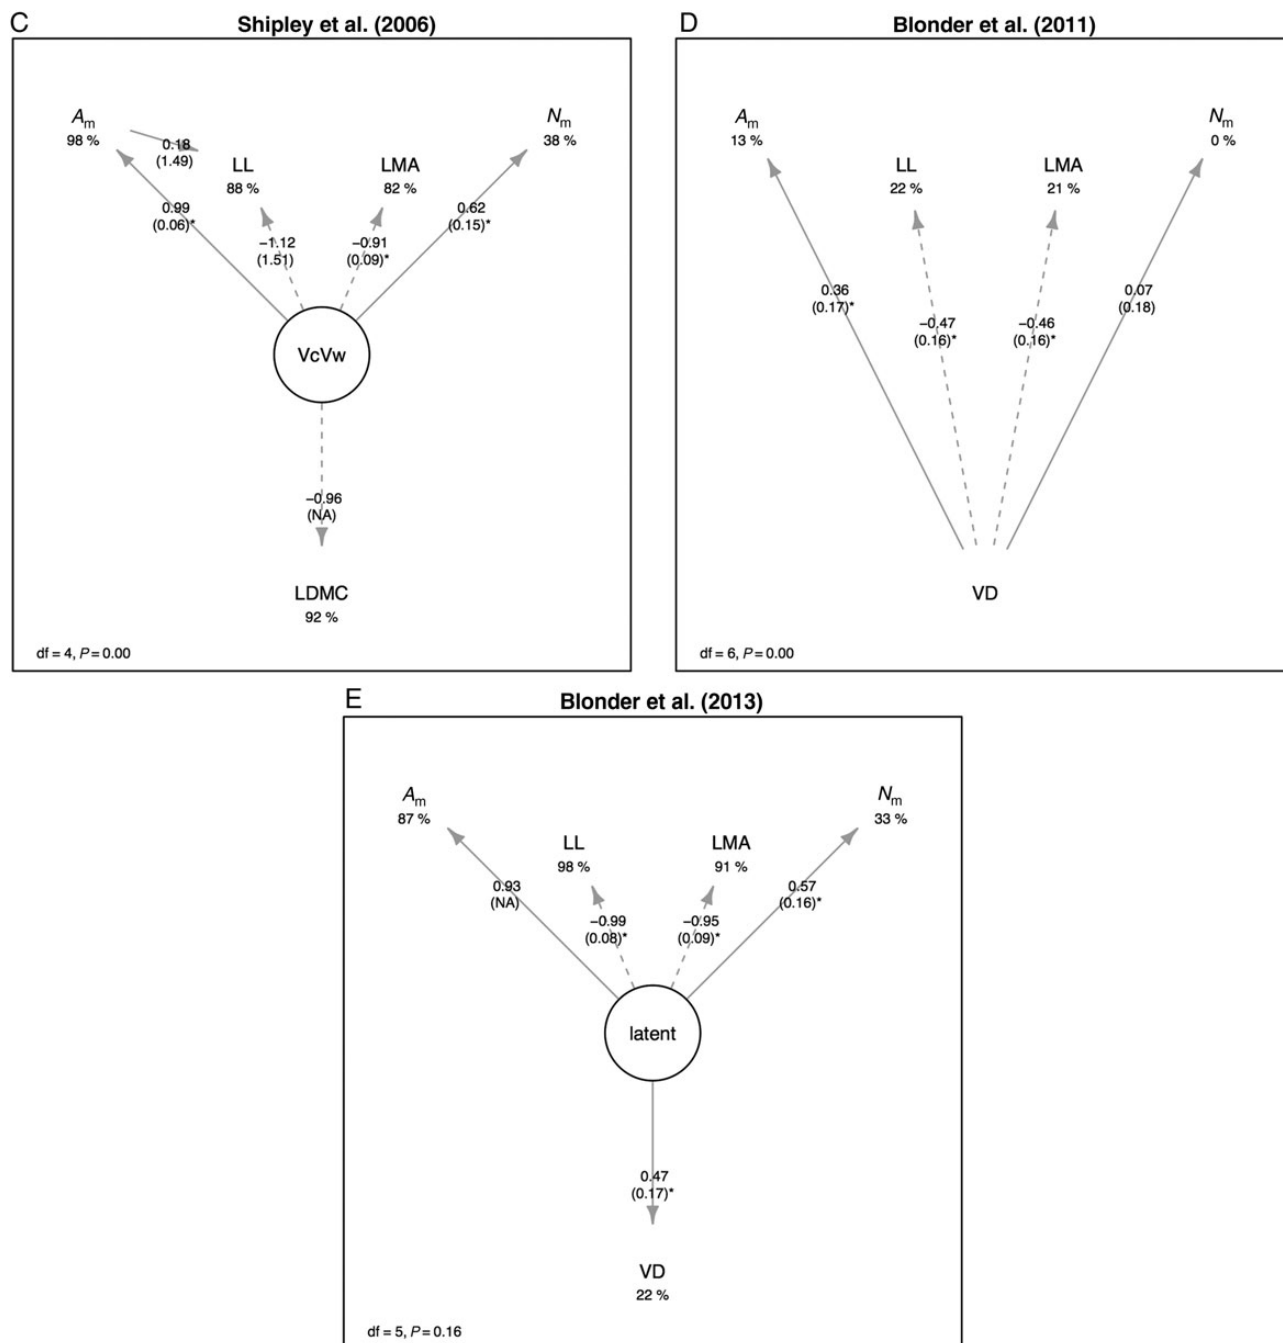 C
Shipley et al. (2006)
Am
98 %
0.18
(1.49)
LL
88 %
LMA
82 %
Nm
38 %
0.99
(0.06)*
−1.12
(1.51)
−0.91
(0.09)*
0.62
(0.15)*
VcVw
−0.96
(NA)
LDMC
92 %
df = 4, P = 0.00
D
Blonder et al. (2011)
Am
13 %
LL
22 %
LMA
21 %
Nm
0 %
0.36
(0.17)*
−0.47
(0.16)*
−0.46
(0.16)*
0.07
(0.18)
VD
df = 6, P = 0.00
E
Blonder et al. (2013)
Am
87 %
LL
98 %
LMA
91 %
Nm
33 %
0.93
(NA)
−0.99
(0.08)*
−0.95
(0.09)*
0.57
(0.16)*
latent
0.47
(0.17)*
VD
22 %
df = 5, P = 0.16